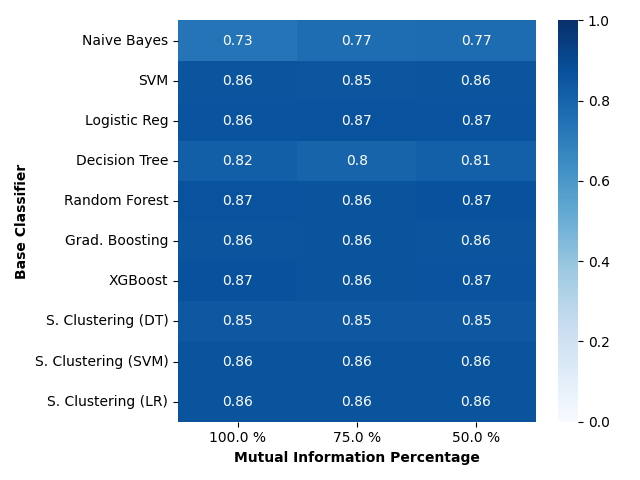 Naive Bayes 0.73 0.77 0.77
SVM 0.86 0.85 0.86
Logistic Reg 0.86 0.87 0.87
Decision Tree 0.82 0.8 0.81
Random Forest 0.87 0.86 0.87
Grad. Boosting 0.86 0.86 0.86
XGBoost 0.87 0.86 0.87
S. Clustering (DT) 0.85 0.85 0.85
S. Clustering (SVM) 0.86 0.86 0.86
S. Clustering (LR) 0.86 0.86 0.86
100.0 % 75.0 % 50.0 %
Mutual Information Percentage
Base Classifier
1.0
0.8
0.6
0.4
0.2
0.0